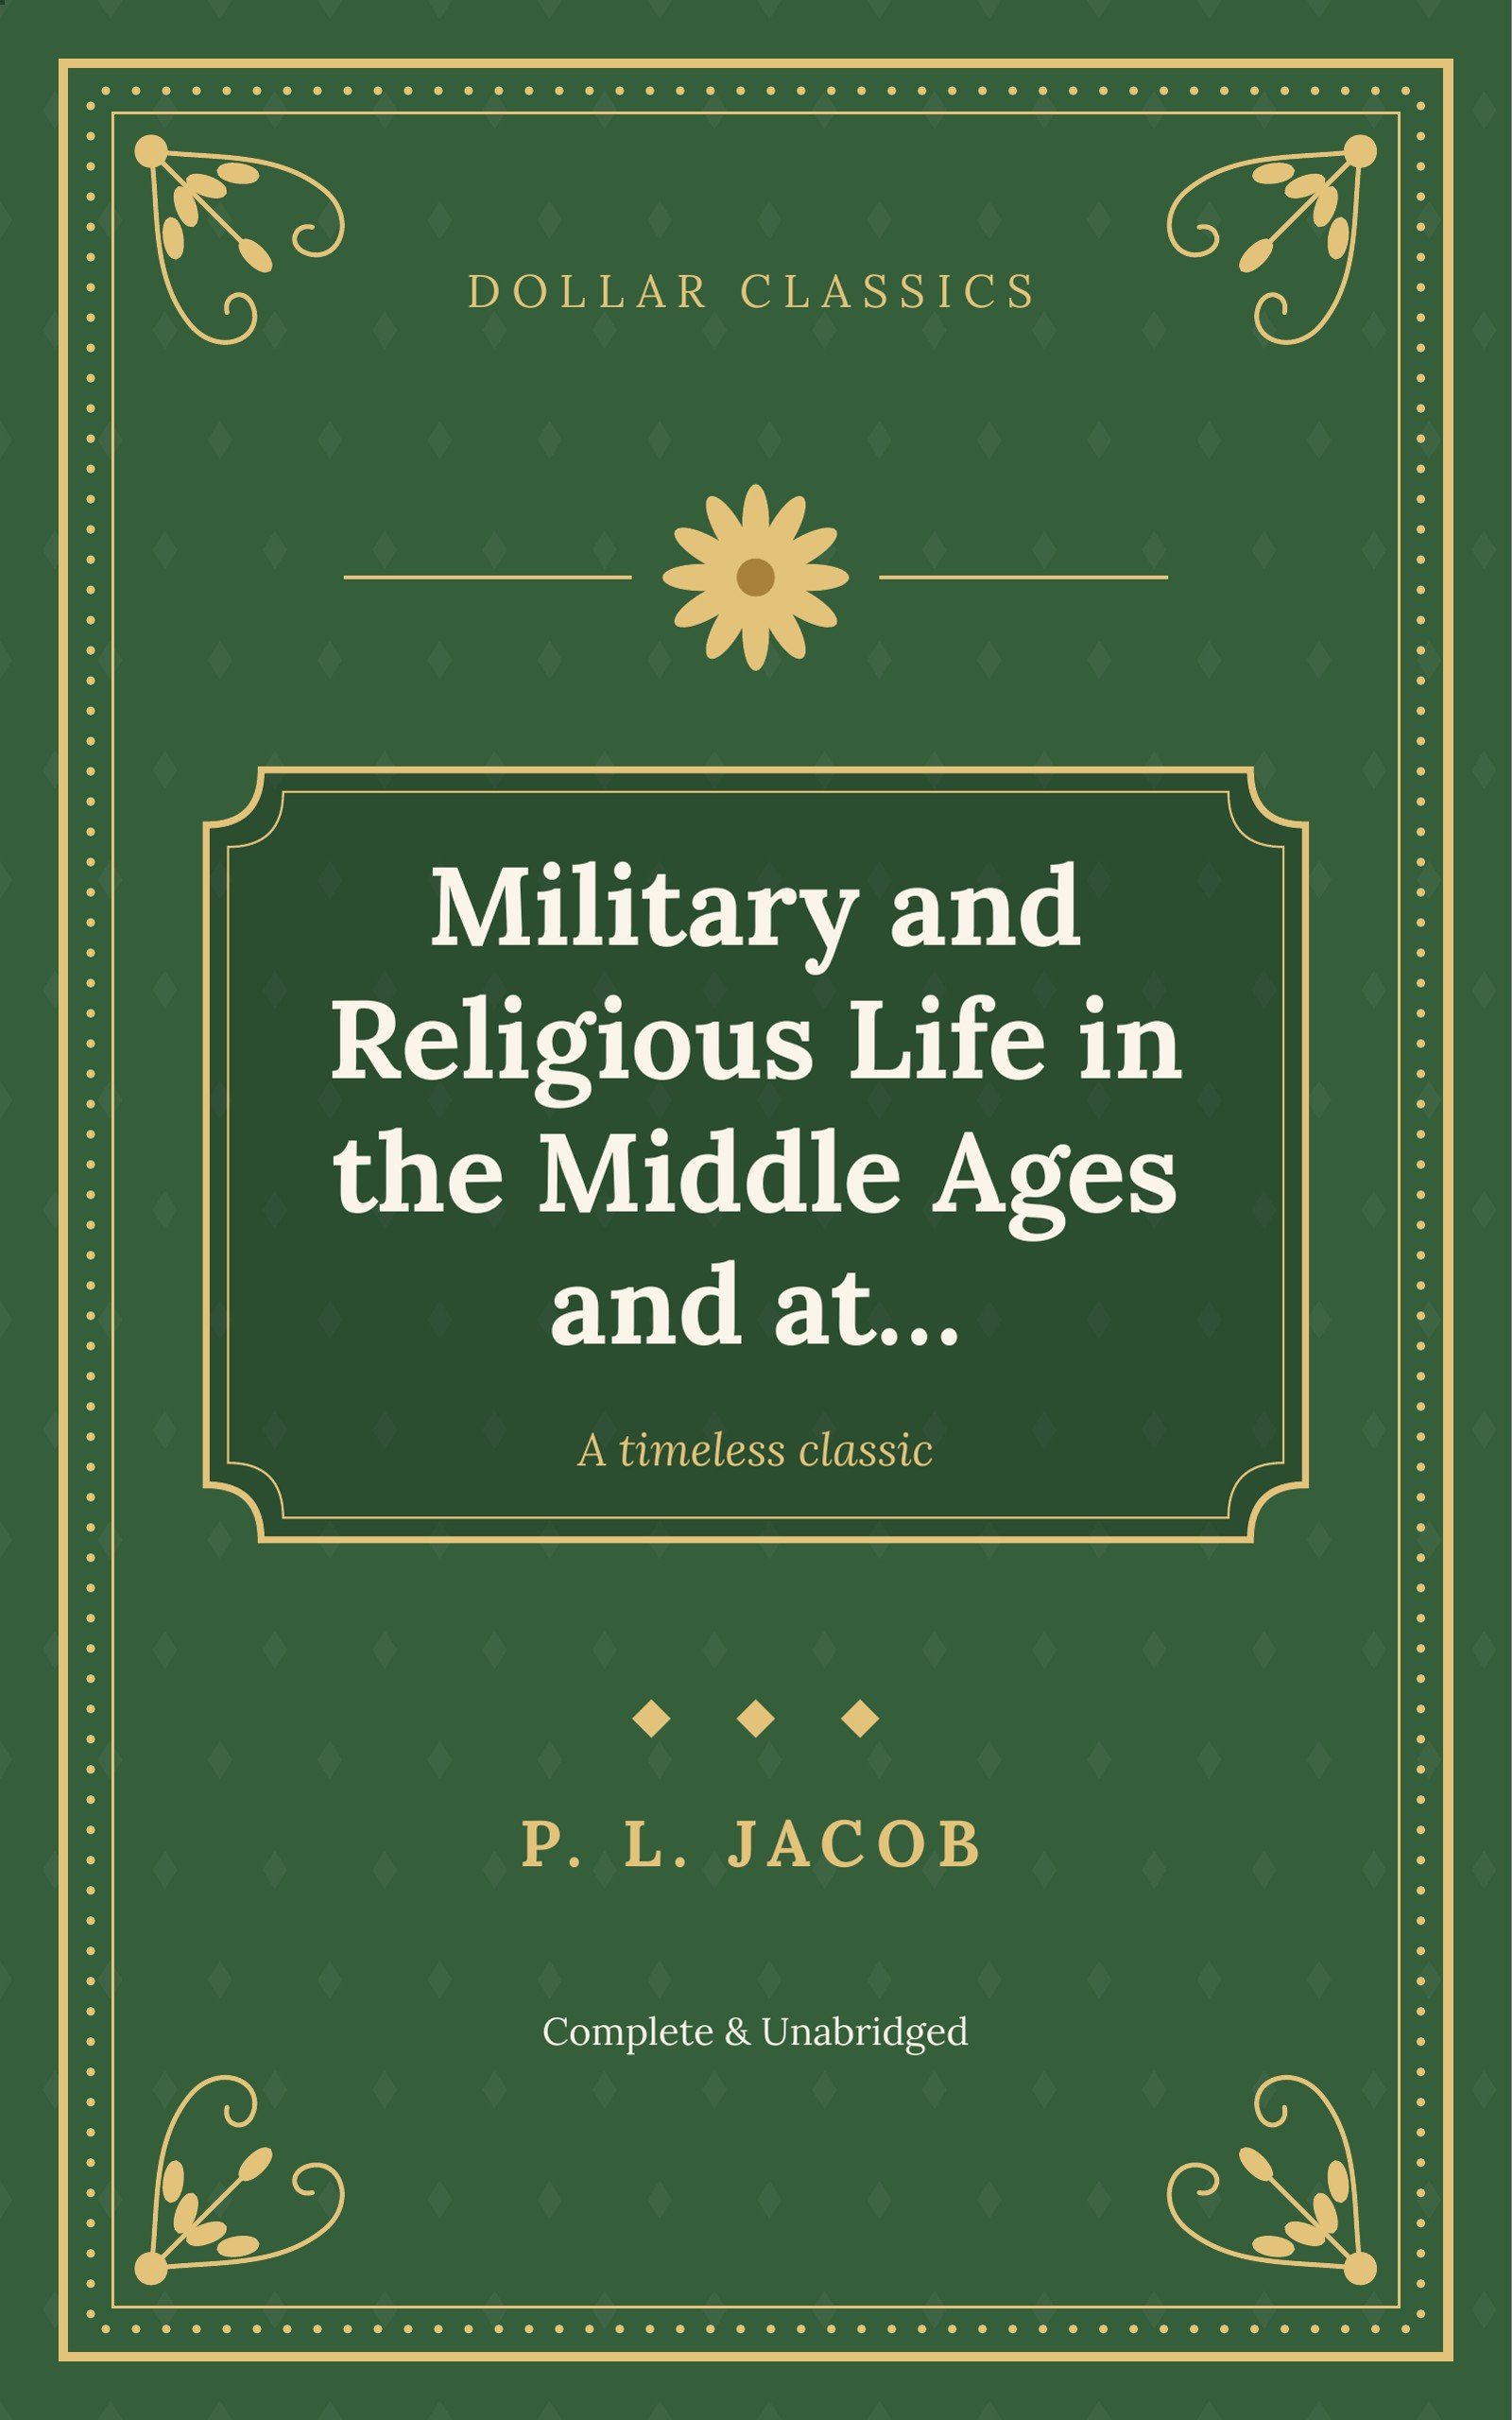 DOLLAR CLASSICS
Military and
Religious Life in
the Middle Ages
and at...
A timeless classic
P. L. JACOB
Complete & Unabridged